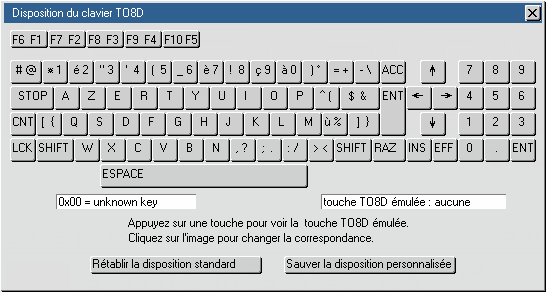 Disposition du clavier TO8D
F6 F1 F7 F2 F8 F3 F9 F4 F10 F5
# @ * 1 é 2 " 3 ' 4 ( 5 _ 6 è 7 ! 8 ç 9 à 0 ) ° = + - \ ACC 7 8 9
STOP A Z E R T Y U I O P ^ ( $ & ENT 4 5 6
CNT [ { Q S D F G H J K L M ù % ] } 1 2 3
LCK SHIFT W X C V B N , ? ; . : / > < SHIFT RAZ INS EFF 0 . ENT
ESPACE
0x00 = unknown key touche TO8D émulée : aucune
Appuyez sur une touche pour voir la touche TO8D émulée.
Cliquez sur l'image pour changer la correspondance.
Rétablir la disposition standard Sauver la disposition personnalisée